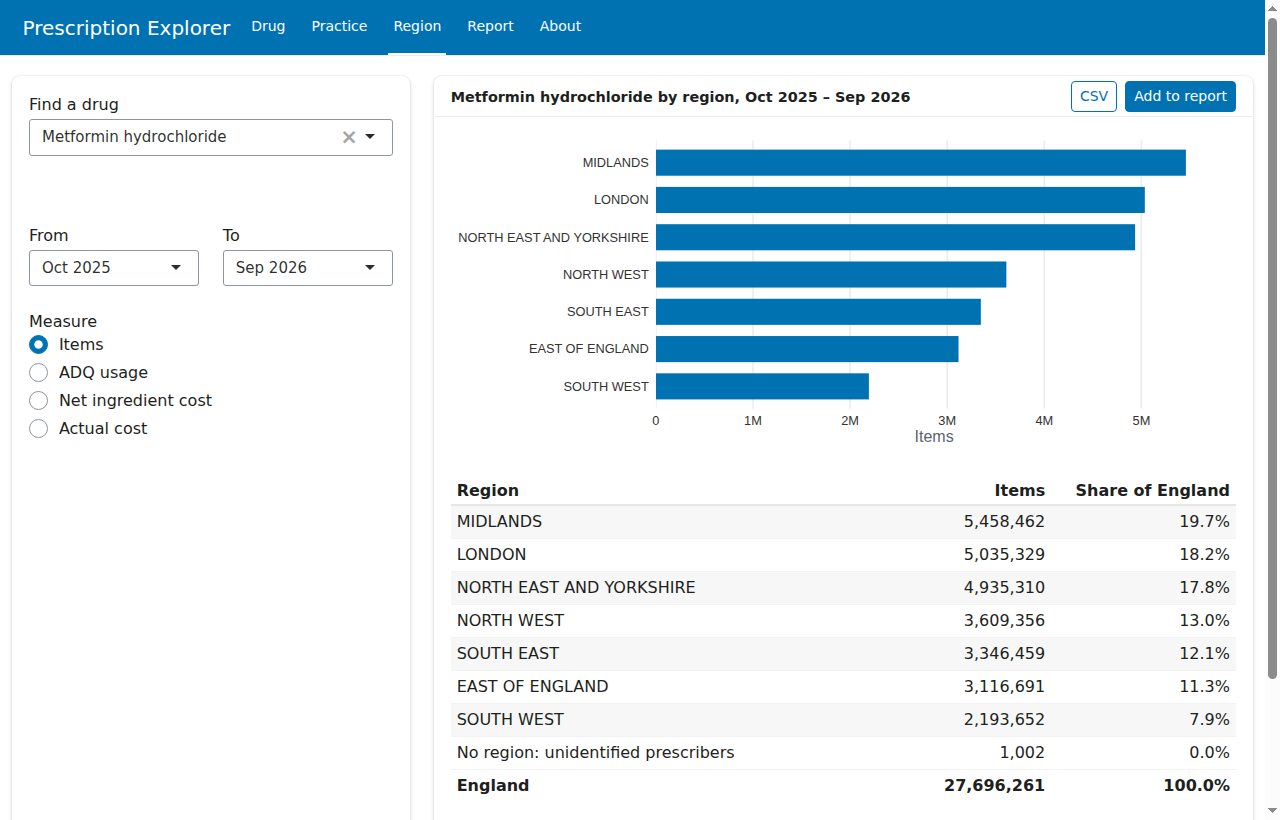 Prescription Explorer Drug Practice Region Report About
Find a drug
Metformin hydrochloride
From To
Oct 2025 Sep 2026
Measure
Items
ADQ usage
Net ingredient cost
Actual cost
Metformin hydrochloride by region, Oct 2025 – Sep 2026 CSV Add to report
MIDLANDS
LONDON
NORTH EAST AND YORKSHIRE
NORTH WEST
SOUTH EAST
EAST OF ENGLAND
SOUTH WEST
0 1M 2M 3M 4M 5M
Items
Region Items Share of England
MIDLANDS 5,458,462 19.7%
LONDON 5,035,329 18.2%
NORTH EAST AND YORKSHIRE 4,935,310 17.8%
NORTH WEST 3,609,356 13.0%
SOUTH EAST 3,346,459 12.1%
EAST OF ENGLAND 3,116,691 11.3%
SOUTH WEST 2,193,652 7.9%
No region: unidentified prescribers 1,002 0.0%
England 27,696,261 100.0%